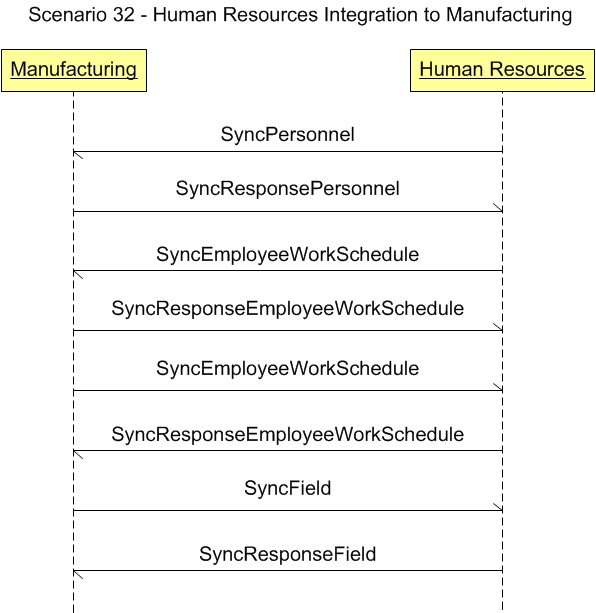 Scenario 32 - Human Resources Integration to Manufacturing
Manufacturing
Human Resources
SyncPersonnel
SyncResponsePersonnel
SyncEmployeeWorkSchedule
SyncResponseEmployeeWorkSchedule
SyncEmployeeWorkSchedule
SyncResponseEmployeeWorkSchedule
SyncField
SyncResponseField